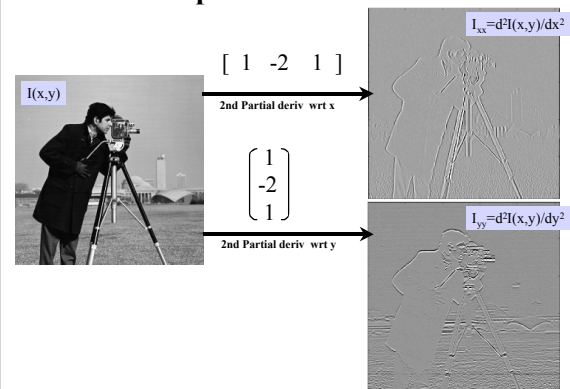 I(x,y)
[ 1 -2 1 ]
2nd Partial deriv wrt x
Ixx=d²I(x,y)/dx²
1
-2
1
2nd Partial deriv wrt y
Iyy=d²I(x,y)/dy²